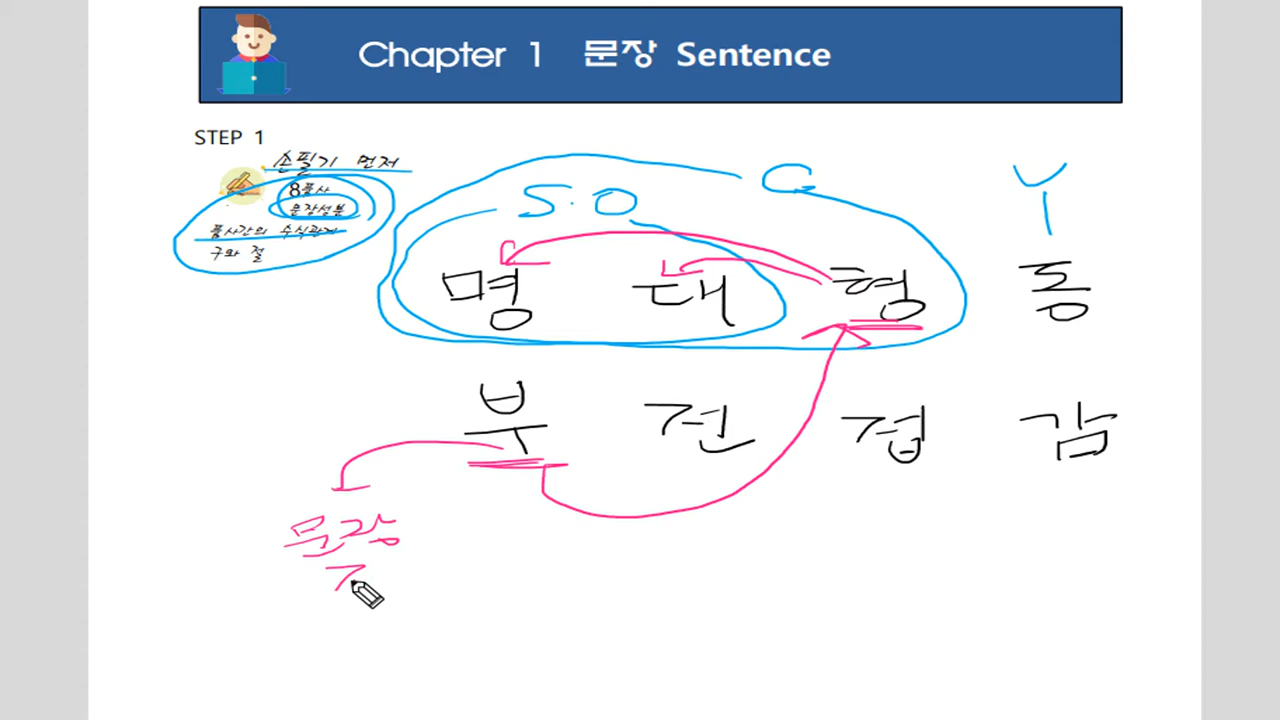 Chapter 1 문장 Sentence
STEP 1
손필기 먼저
8품사
문장성분
품사간의 수식관계
구와 절
S. O C Y
명 대 형 동
부 전 접 감
문장